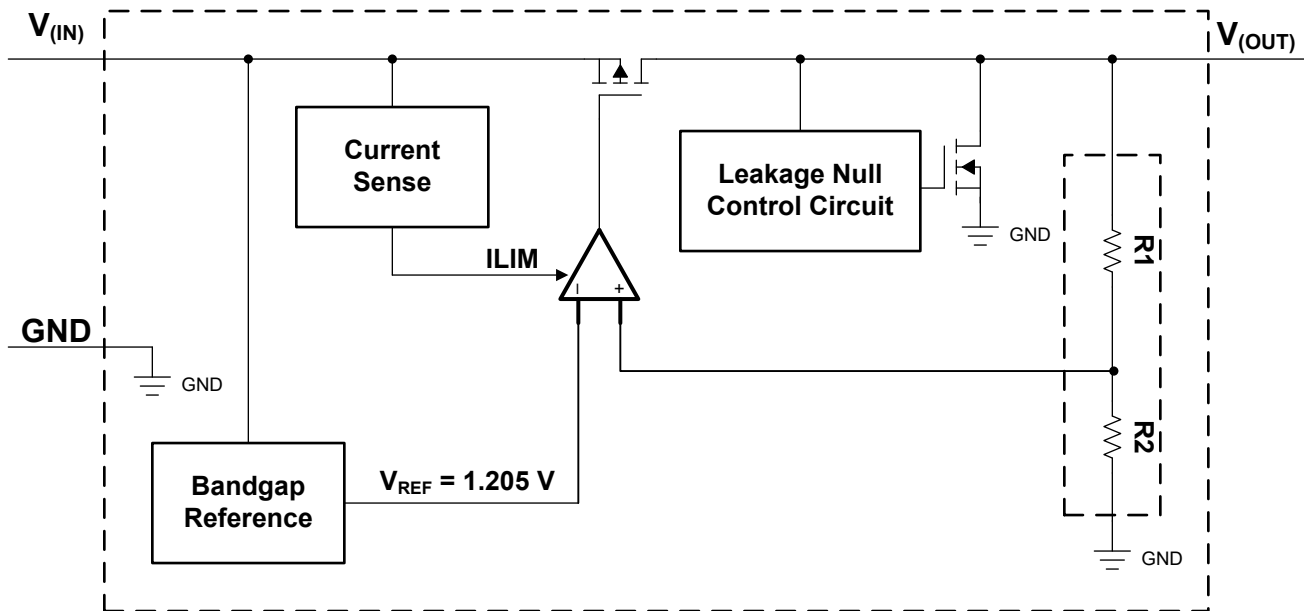 V(IN)
V(OUT)
Current
Sense
Leakage Null
Control Circuit
GND
R1
ILIM
+
GND
GND
R2
Bandgap
Reference
VREF = 1.205 V
GND